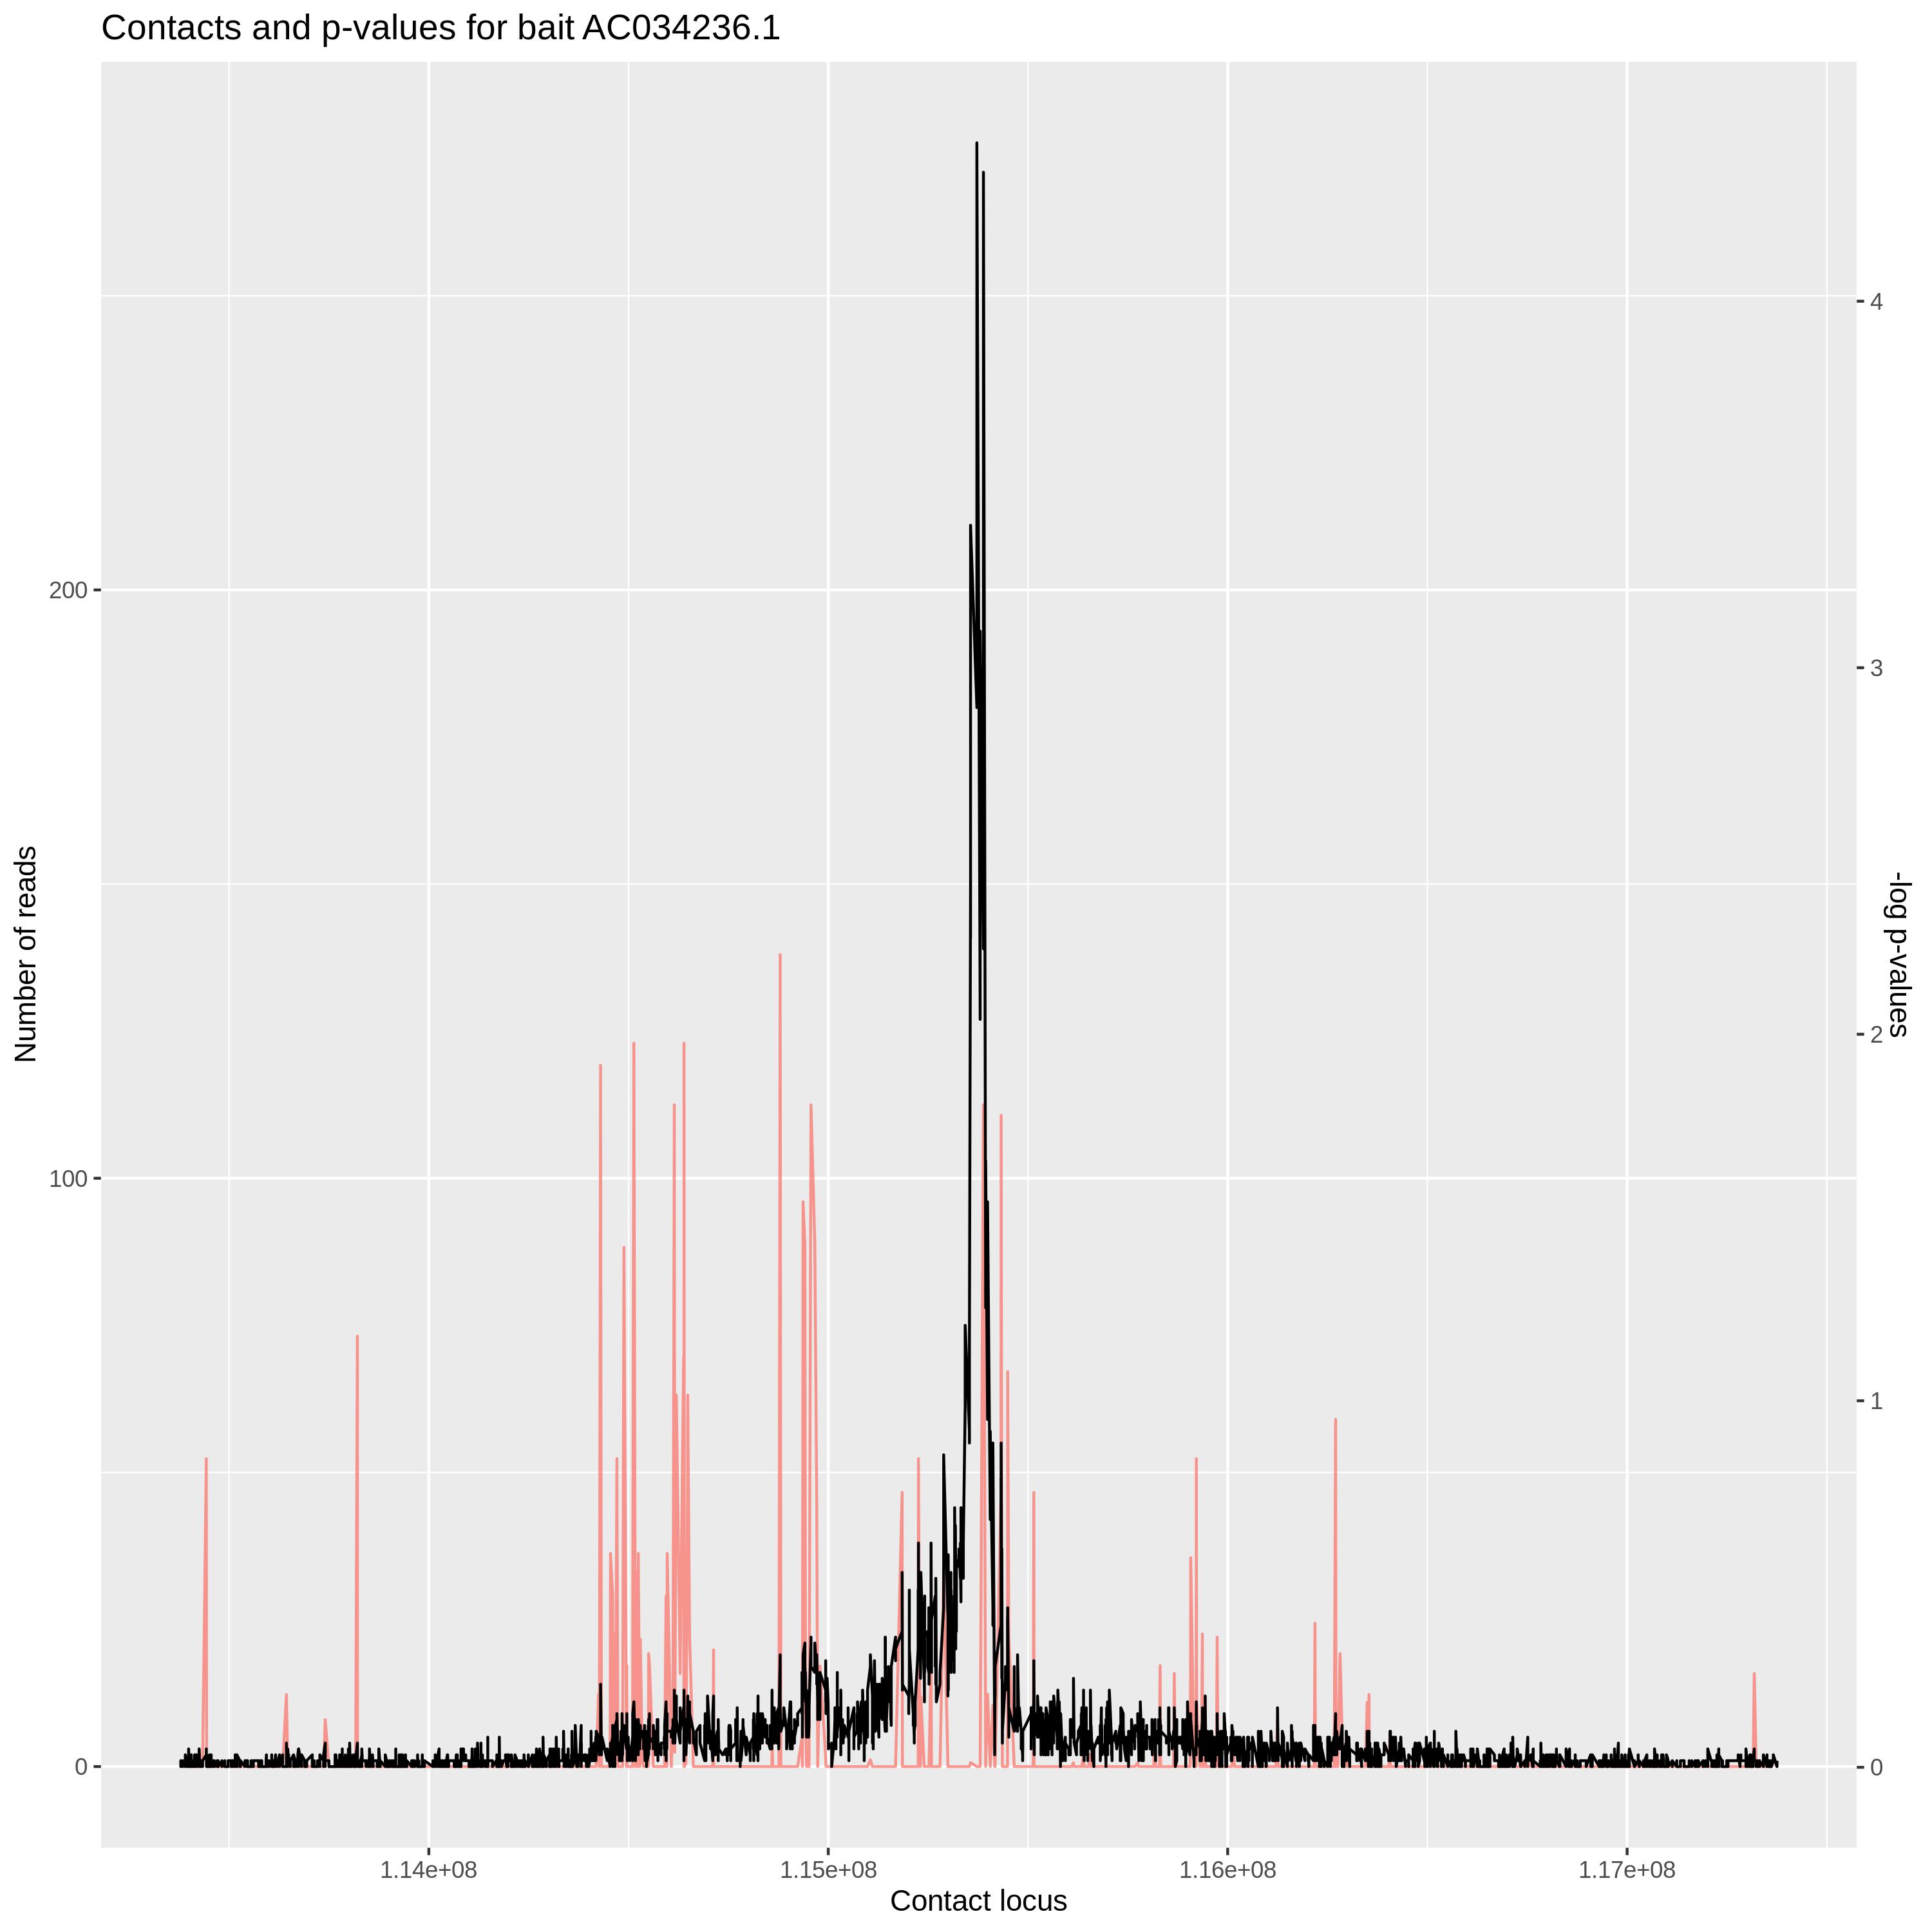 Contacts and p-values for bait AC034236.1
200
100
0
Number of reads
4
3
2
1
0
-log p-values
1.14e+08
1.15e+08
1.16e+08
1.17e+08
Contact locus